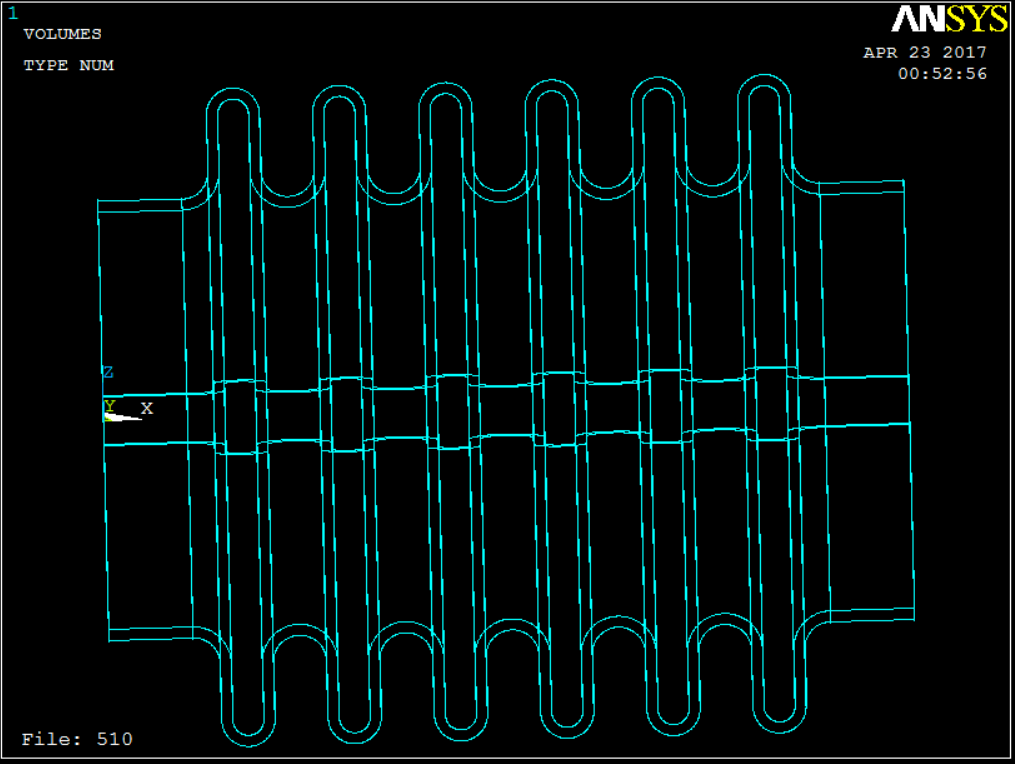 1
ANSYS
VOLUMES
TYPE NUM
APR 23 2017
00:52:56
Z
Y
X
File: 510